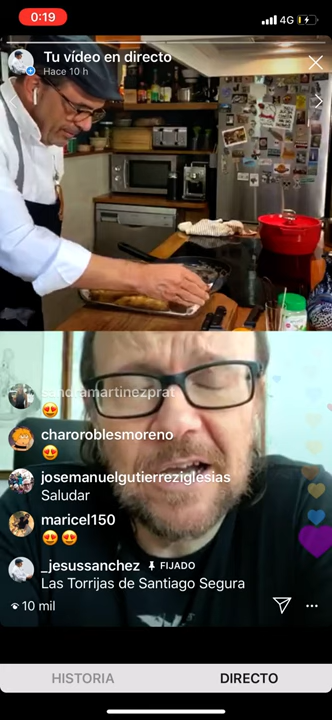 0:19
4G
Tu vídeo en directo
Hace 10 h
sandramartinezprat
charoroblesmoreno
josemanuelgutierreziglesias
Saludar
maricel150
_jesussanchez FIJADO
Las Torrijas de Santiago Segura
10 mil
HISTORIA DIRECTO